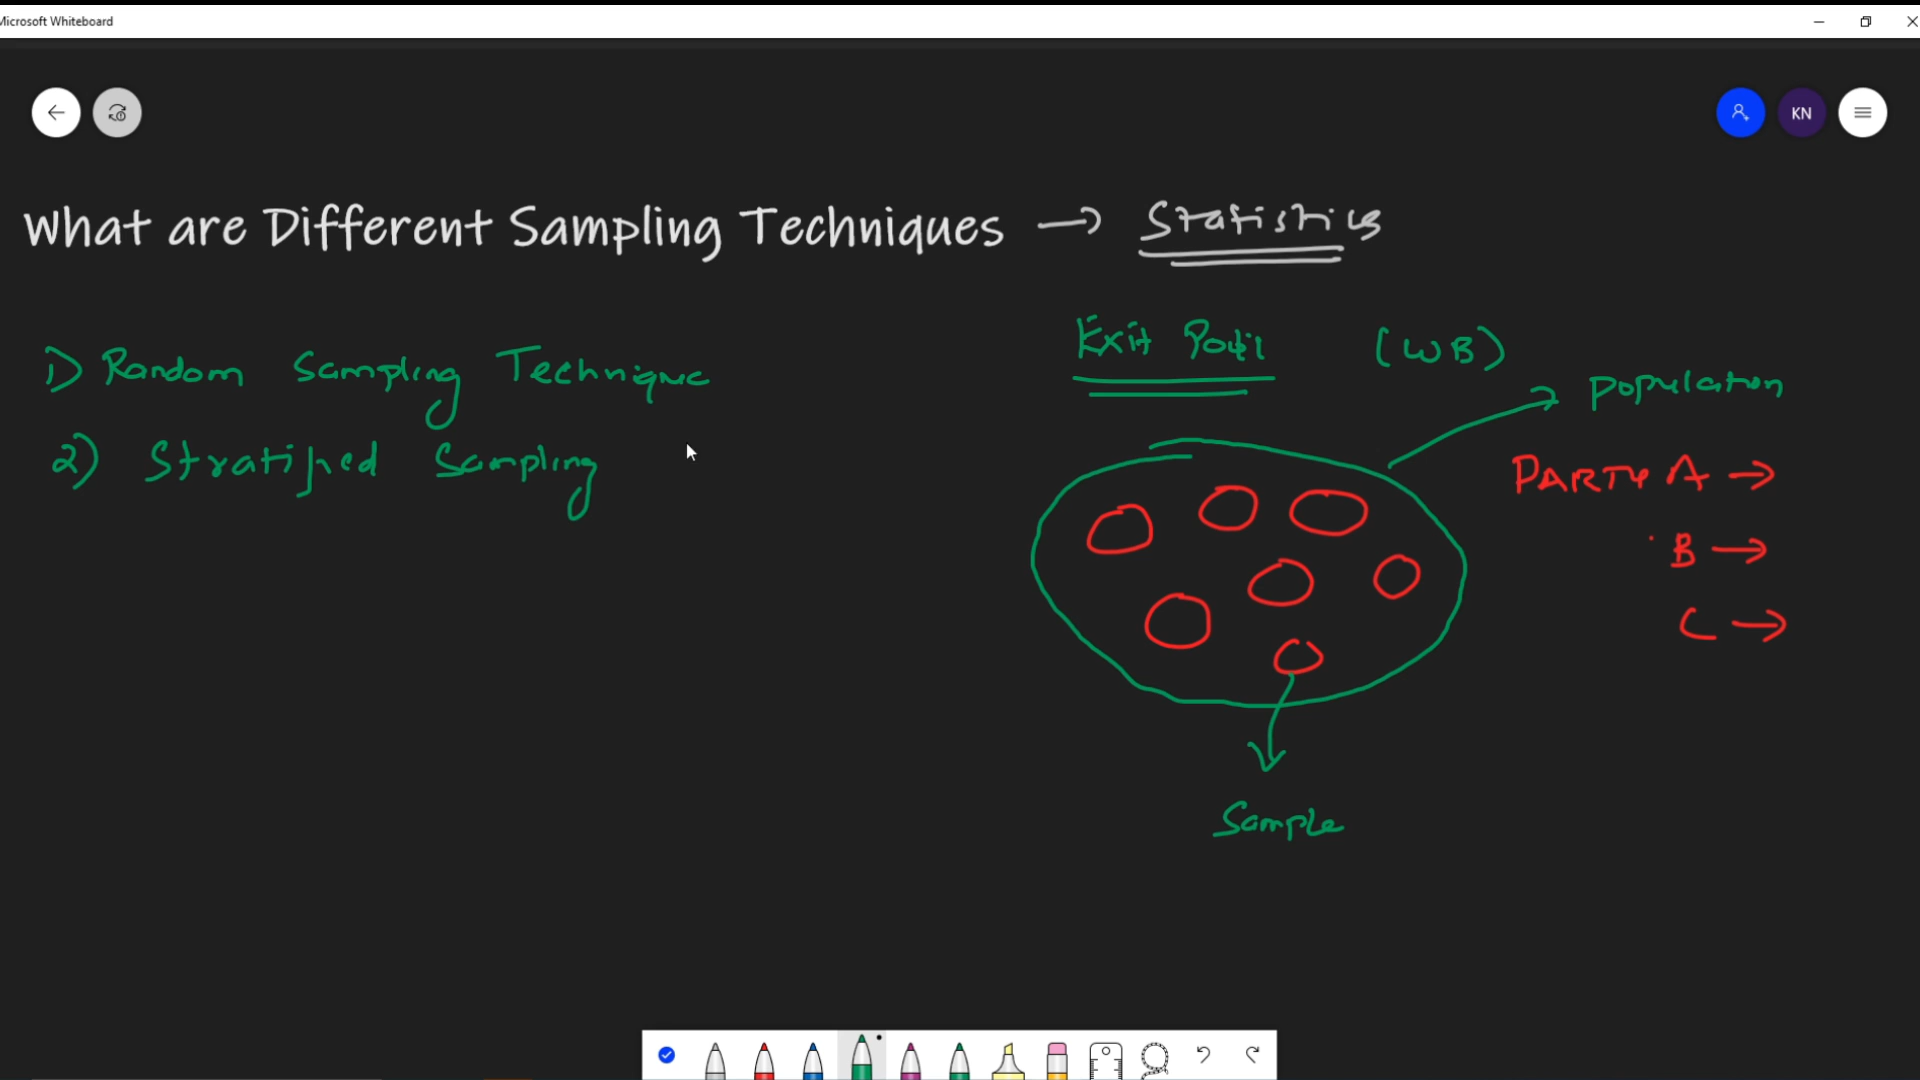 Microsoft Whiteboard
KN
What are Different Sampling Techniques → Statistics
Exit Poll (WB)
1) Random Sampling Technique
population
2) Stratified Sampling
PARTY A →
B →
C →
Sample